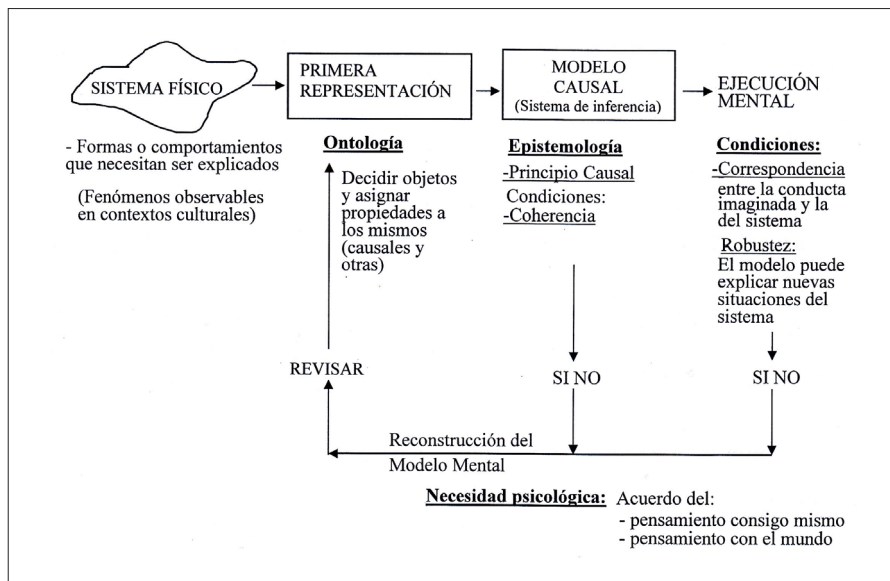 SISTEMA FÍSICO
PRIMERA
REPRESENTACIÓN
MODELO
CAUSAL
(Sistema de inferencia)
EJECUCIÓN
MENTAL
- Formas o comportamientos
que necesitan ser explicados
(Fenómenos observables
en contextos culturales)
Ontología
Decidir objetos
y asignar
propiedades a
los mismos
(causales y
otras)
Epistemología
-Principio Causal
Condiciones:
-Coherencia
Condiciones:
-Correspondencia
entre la conducta
imaginada y la
del sistema
Robustez:
El modelo puede
explicar nuevas
situaciones del
sistema
REVISAR
SI NO
SI NO
Reconstrucción del
Modelo Mental
Necesidad psicológica: Acuerdo del:
- pensamiento consigo mismo
- pensamiento con el mundo